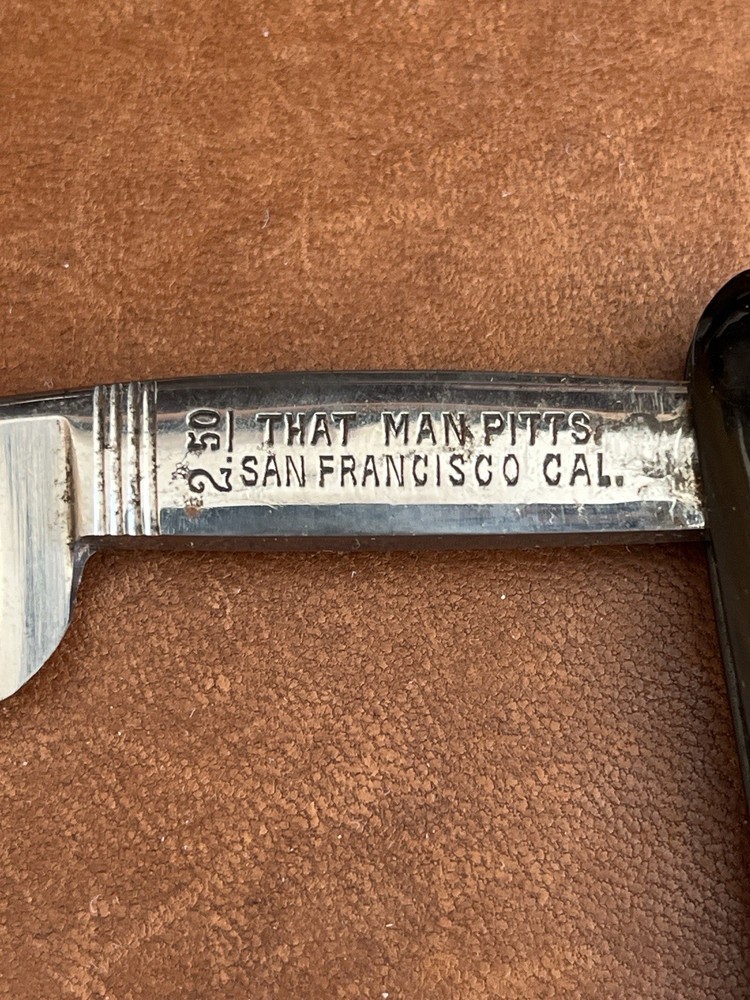 2.50
THAT MAN PITTS
SAN FRANCISCO CAL.